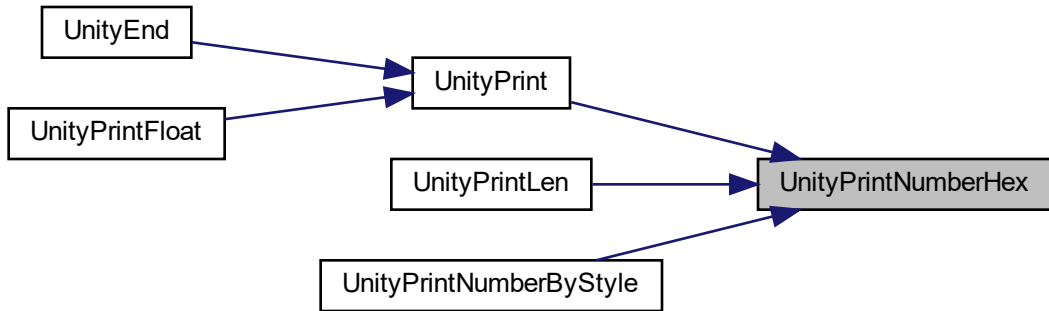 UnityEnd
UnityPrint
UnityPrintFloat
UnityPrintLen
UnityPrintNumberHex
UnityPrintNumberByStyle